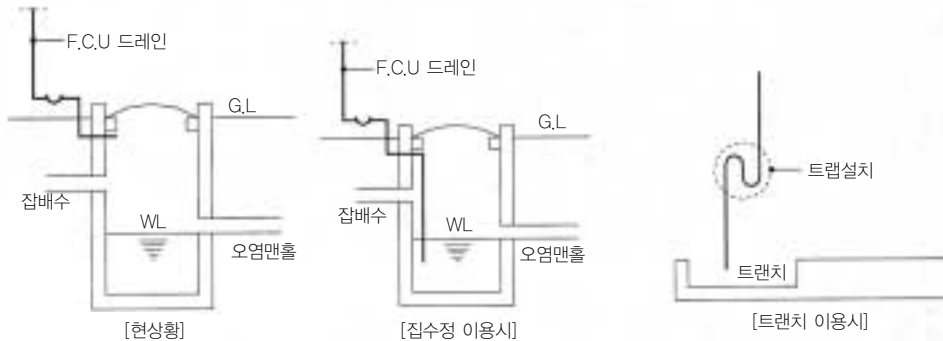 F.C.U 드레인
G.L
잡배수
WL
오염맨홀
[현상황]
F.C.U 드레인
G.L
잡배수
WL
오염맨홀
[집수정 이용시]
트랩설치
트랜치
[트랜치 이용시]